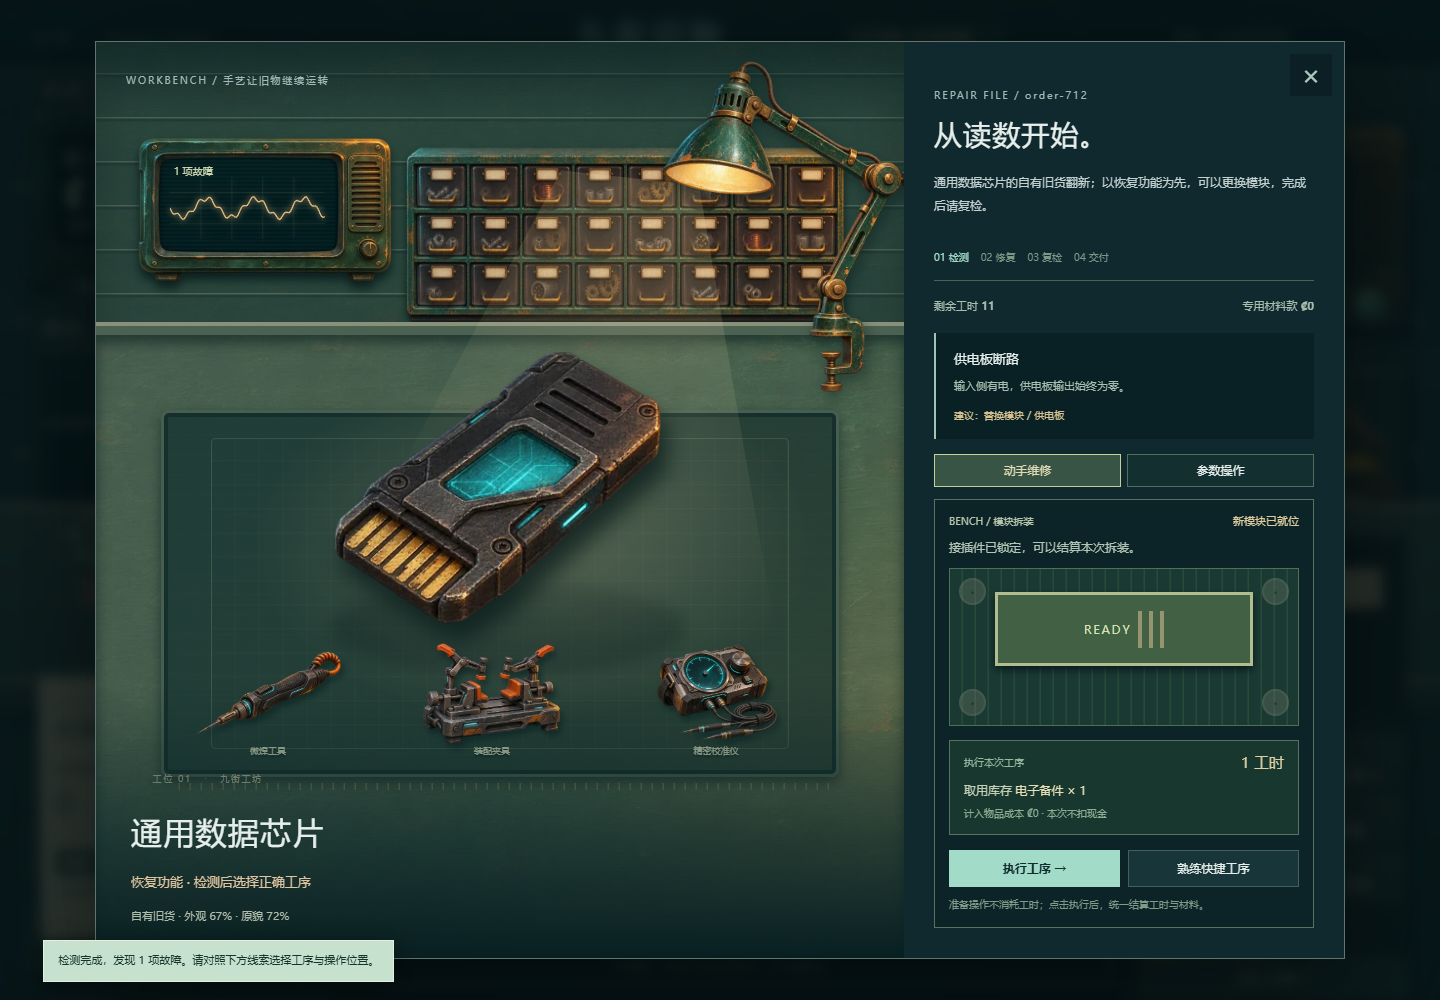 WORKBENCH / 手艺让旧物继续运转
1 项故障
微焊工具
装配夹具
精密校准仪
工位 01 · 九街工坊
通用数据芯片
恢复功能 · 检测后选择正确工序
自有旧货 · 外观 67% · 原貌 72%
检测完成，发现 1 项故障。请对照下方线索选择工序与操作位置。
×
REPAIR FILE / order-712
从读数开始。
通用数据芯片的自有旧货翻新；以恢复功能为先，可以更换模块，完成
后请复检。
01 检测 02 修复 03 复检 04 交付
剩余工时 11 专用材料款 ₡0
供电板断路
输入侧有电，供电板输出始终为零。
建议：替换模块 / 供电板
动手维修 参数操作
BENCH / 模块拆装 新模块已就位
接插件已锁定，可以结算本次拆装。
READY
执行本次工序 1 工时
取用库存 电子备件 × 1
计入物品成本 ₡0 · 本次不扣现金
执行工序 → 熟练快捷工序
准备操作不消耗工时；点击执行后，统一结算工时与材料。